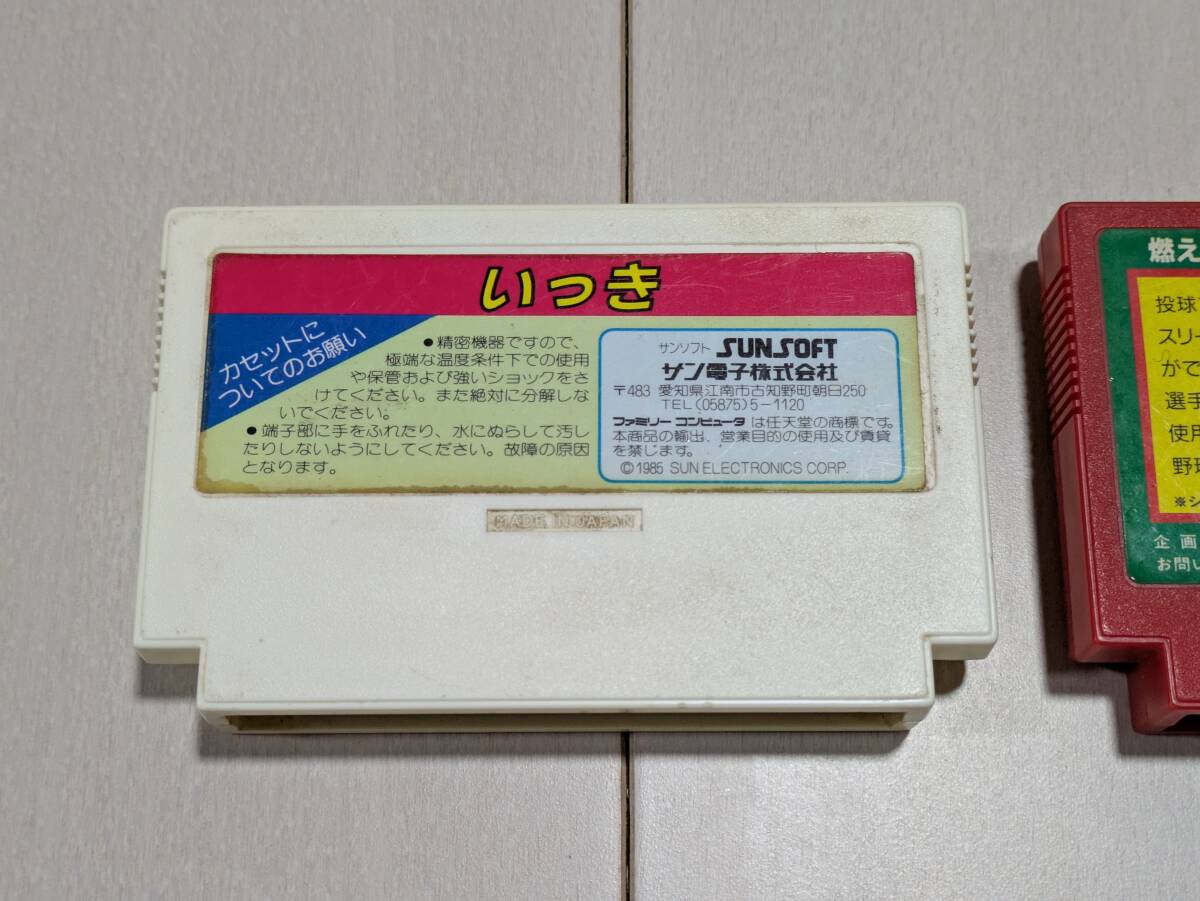 いっき
カセットに
ついてのお願い
●精密機器ですので、
極端な温度条件下での使用
や保管および強いショックをさ
けてください。また絶対に分解しな
いでください。
●端子部に手をふれたり、水にぬらして汚し
たりしないようにしてください。故障の原因
となります。
サンソフト SUNSOFT
サン電子株式会社
〒483 愛知県江南市古知野町朝日250
TEL(05875)5-1120
ファミリーコンピュータは任天堂の商標です。
本商品の輸出、営業目的の使用及び賃貸
を禁じます。
©1985 SUN ELECTRONICS CORP.
MADE IN JAPAN
燃え
投球
スリー
がで
選手
使用
野球
※シ
企画
お問い